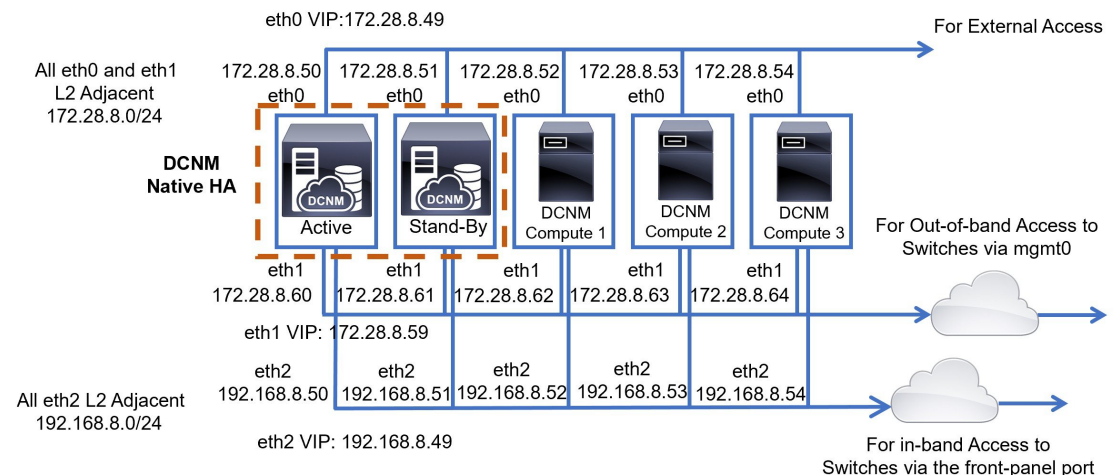 eth0 VIP:172.28.8.49
For External Access
All eth0 and eth1
L2 Adjacent
172.28.8.0/24
172.28.8.50 172.28.8.51 172.28.8.52 172.28.8.53 172.28.8.54
eth0 eth0 eth0 eth0 eth0
DCNM
Native HA
DCNM
Active
DCNM
Stand-By
DCNM
Compute 1
DCNM
Compute 2
DCNM
Compute 3
For Out-of-band Access to
Switches via mgmt0
eth1 eth1 eth1 eth1 eth1
172.28.8.60 172.28.8.61 172.28.8.62 172.28.8.63 172.28.8.64
eth1 VIP: 172.28.8.59
eth2 eth2 eth2 eth2 eth2
192.168.8.50 192.168.8.51 192.168.8.52 192.168.8.53 192.168.8.54
All eth2 L2 Adjacent
192.168.8.0/24
eth2 VIP: 192.168.8.49
For in-band Access to
Switches via the front-panel port